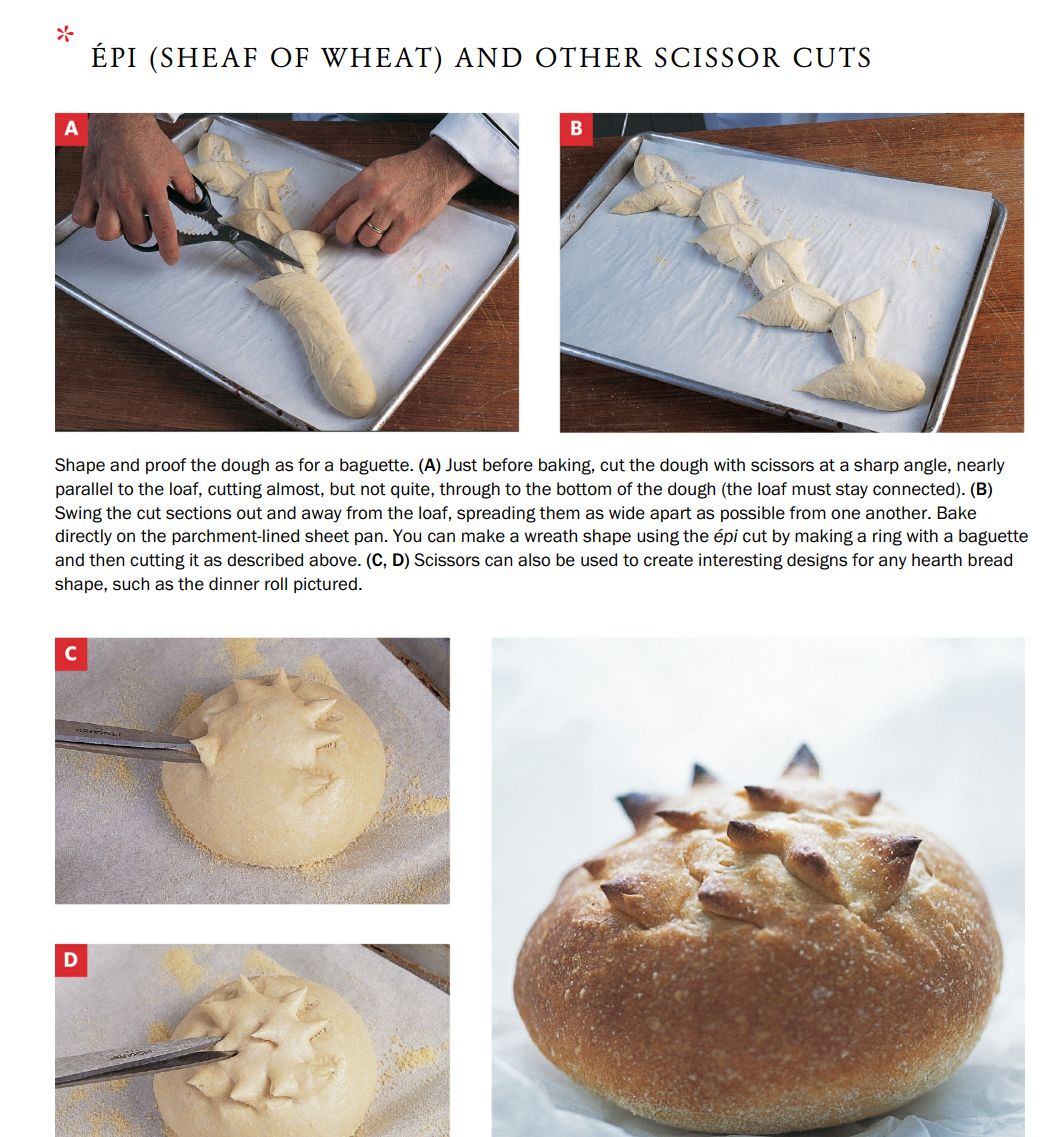 *
ÉPI (SHEAF OF WHEAT) AND OTHER SCISSOR CUTS
A
B
Shape and proof the dough as for a baguette. (A) Just before baking, cut the dough with scissors at a sharp angle, nearly
parallel to the loaf, cutting almost, but not quite, through to the bottom of the dough (the loaf must stay connected). (B)
Swing the cut sections out and away from the loaf, spreading them as wide apart as possible from one another. Bake
directly on the parchment-lined sheet pan. You can make a wreath shape using the épi cut by making a ring with a baguette
and then cutting it as described above. (C, D) Scissors can also be used to create interesting designs for any hearth bread
shape, such as the dinner roll pictured.
C
D